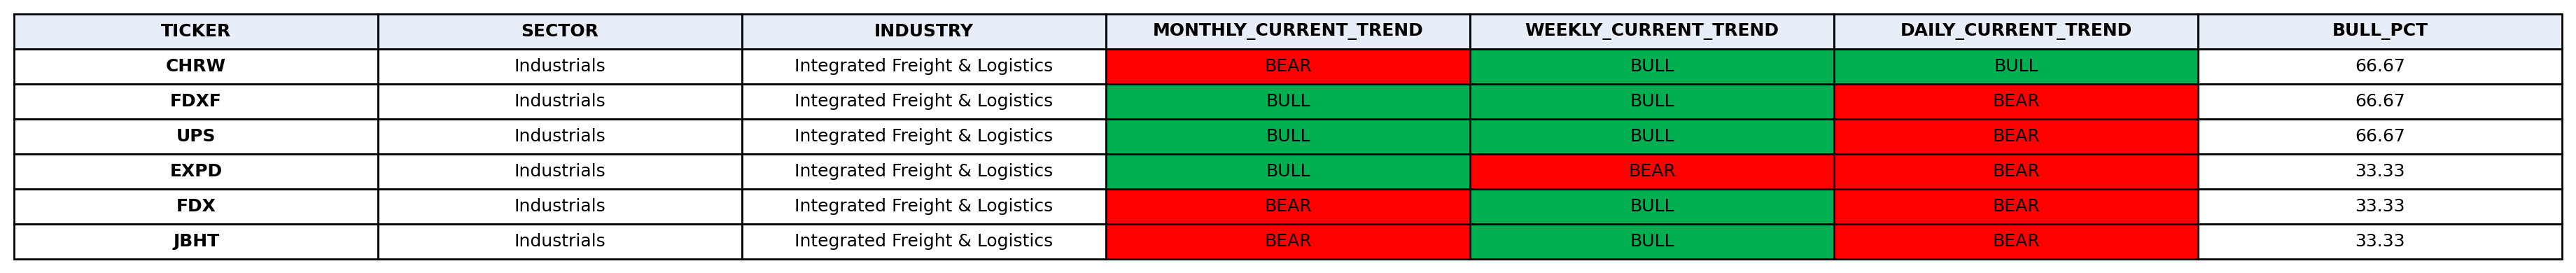 TICKER SECTOR INDUSTRY MONTHLY_CURRENT_TREND WEEKLY_CURRENT_TREND DAILY_CURRENT_TREND BULL_PCT
CHRW Industrials Integrated Freight & Logistics BEAR BULL BULL 66.67
FDXF Industrials Integrated Freight & Logistics BULL BULL BEAR 66.67
UPS Industrials Integrated Freight & Logistics BULL BULL BEAR 66.67
EXPD Industrials Integrated Freight & Logistics BULL BEAR BEAR 33.33
FDX Industrials Integrated Freight & Logistics BEAR BULL BEAR 33.33
JBHT Industrials Integrated Freight & Logistics BEAR BULL BEAR 33.33